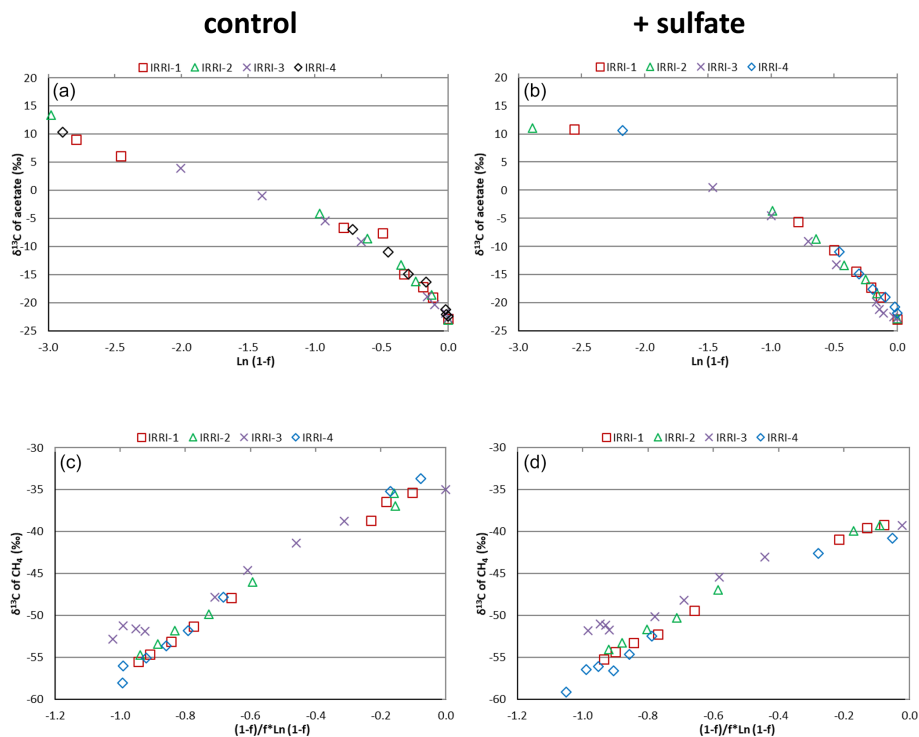 control
+ sulfate
IRRI-1 IRRI-2 IRRI-3 IRRI-4
(a)
20
15
10
5
0
-5
-10
-15
-20
-25
δ¹³C of acetate (‰)
-3.0 -2.5 -2.0 -1.5 -1.0 -0.5 0.0
Ln (1-f)
IRRI-1 IRRI-2 IRRI-3 IRRI-4
(b)
20
15
10
5
0
-5
-10
-15
-20
-25
δ¹³C of acetate (‰)
-3.0 -2.5 -2.0 -1.5 -1.0 -0.5 0.0
Ln (1-f)
IRRI-1 IRRI-2 IRRI-3 IRRI-4
(c)
-30
-35
-40
-45
-50
-55
-60
δ¹³C of CH₄ (‰)
-1.2 -1.0 -0.8 -0.6 -0.4 -0.2 0.0
(1-f)/f*Ln (1-f)
IRRI-1 IRRI-2 IRRI-3 IRRI-4
(d)
-30
-35
-40
-45
-50
-55
-60
δ¹³C of CH₄ (‰)
-1.2 -1.0 -0.8 -0.6 -0.4 -0.2 0.0
(1-f)/f*Ln (1-f)